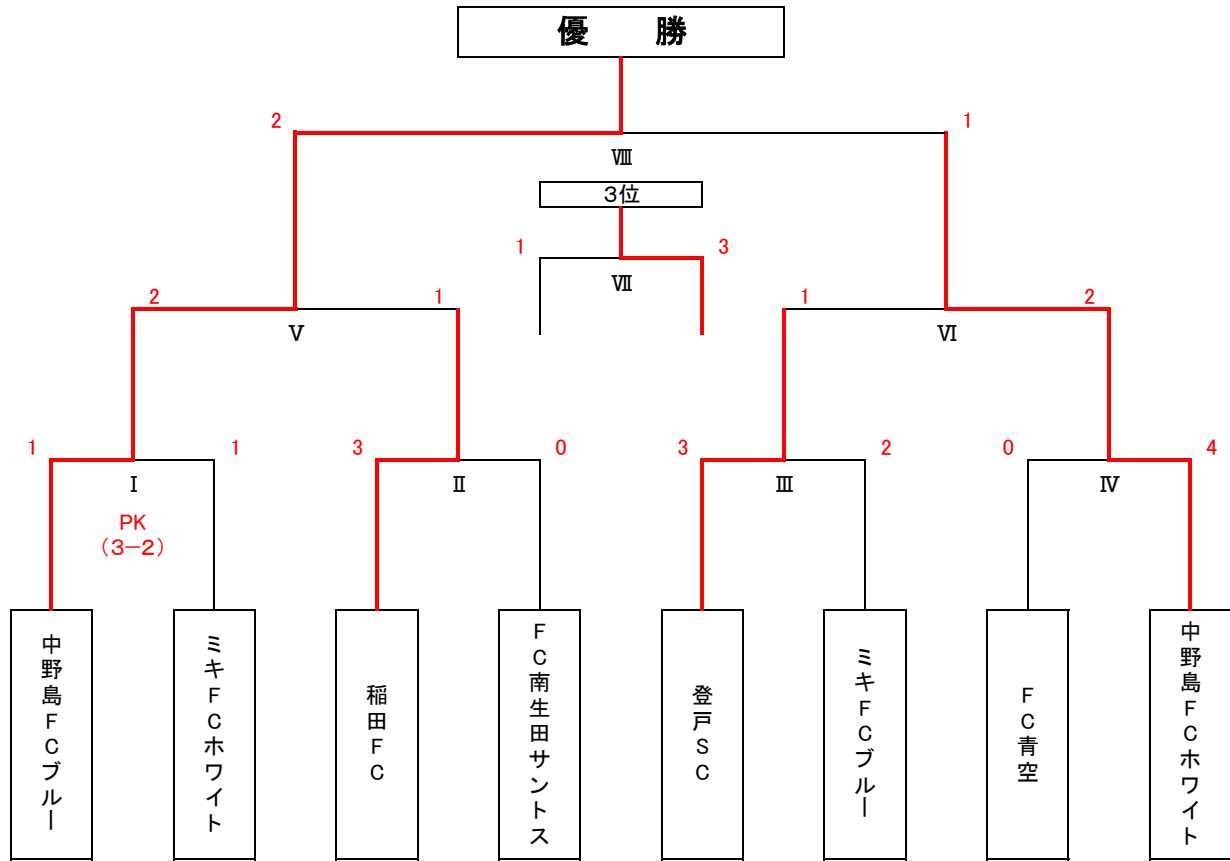 優　勝
2
1
Ⅷ
3位
1
3
Ⅶ
2
1
1
2
Ⅴ
Ⅵ
1
1
3
0
3
2
0
4
Ⅰ
Ⅱ
Ⅲ
Ⅳ
PK
（3－2）
中野島FCブルー
ミキFCホワイト
稲田FC
FC南生田サントス
登戸SC
ミキFCブルー
FC青空
中野島FCホワイト